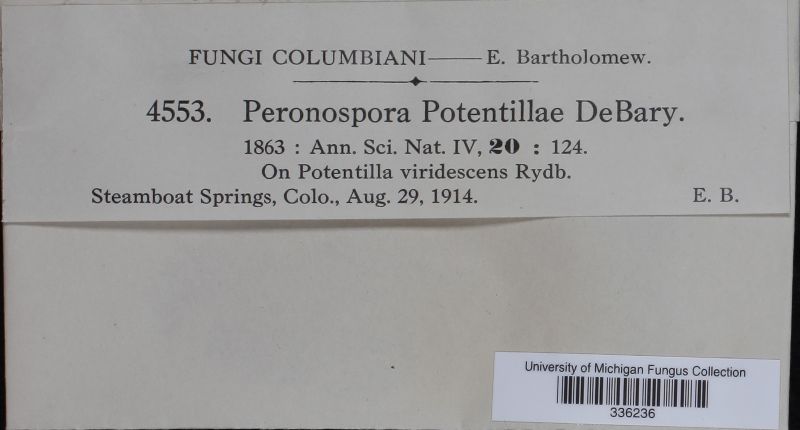 FUNGI COLUMBIANI—E. Bartholomew.
4553. Peronospora Potentillae DeBary.
1863 : Ann. Sci. Nat. IV, 20 : 124.
On Potentilla viridescens Rydb.
Steamboat Springs, Colo., Aug. 29, 1914. E. B.
University of Michigan Fungus Collection
336236